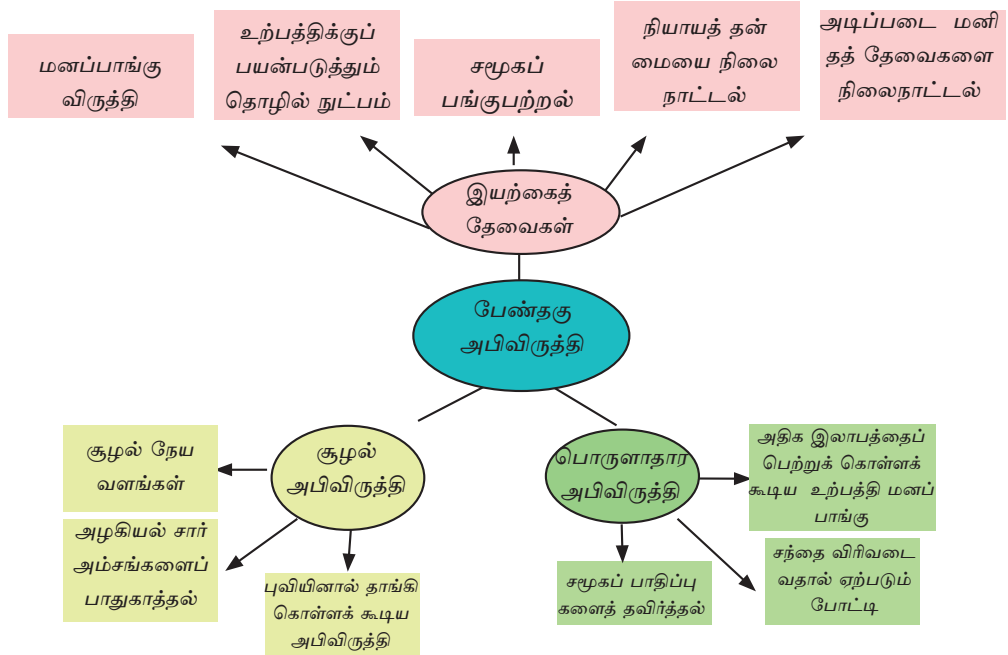 மனப்பாங்கு
விருத்தி
உற்பத்திக்குப்
பயன்படுத்தும்
தொழில் நுட்பம்
சமூகப்
பங்குபற்றல்
நியாயத் தன்
மையை நிலை
நாட்டல்
அடிப்படை மனி
தத் தேவைகளை
நிலைநாட்டல்
இயற்கைத்
தேவைகள்
பேண்தகு
அபிவிருத்தி
சூழல்
அபிவிருத்தி
சூழல் நேய
வளங்கள்
அழகியல் சார்
அம்சங்களைப்
பாதுகாத்தல்
புவியினால் தாங்கி
கொள்ளக் கூடிய
அபிவிருத்தி
பொருளாதார
அபிவிருத்தி
அதிக இலாபத்தைப்
பெற்றுக் கொள்ளக்
கூடிய உற்பத்தி மனப்
பாங்கு
சமூகப் பாதிப்பு
களைத் தவிர்த்தல்
சந்தை விரிவடை
வதால் ஏற்படும்
போட்டி